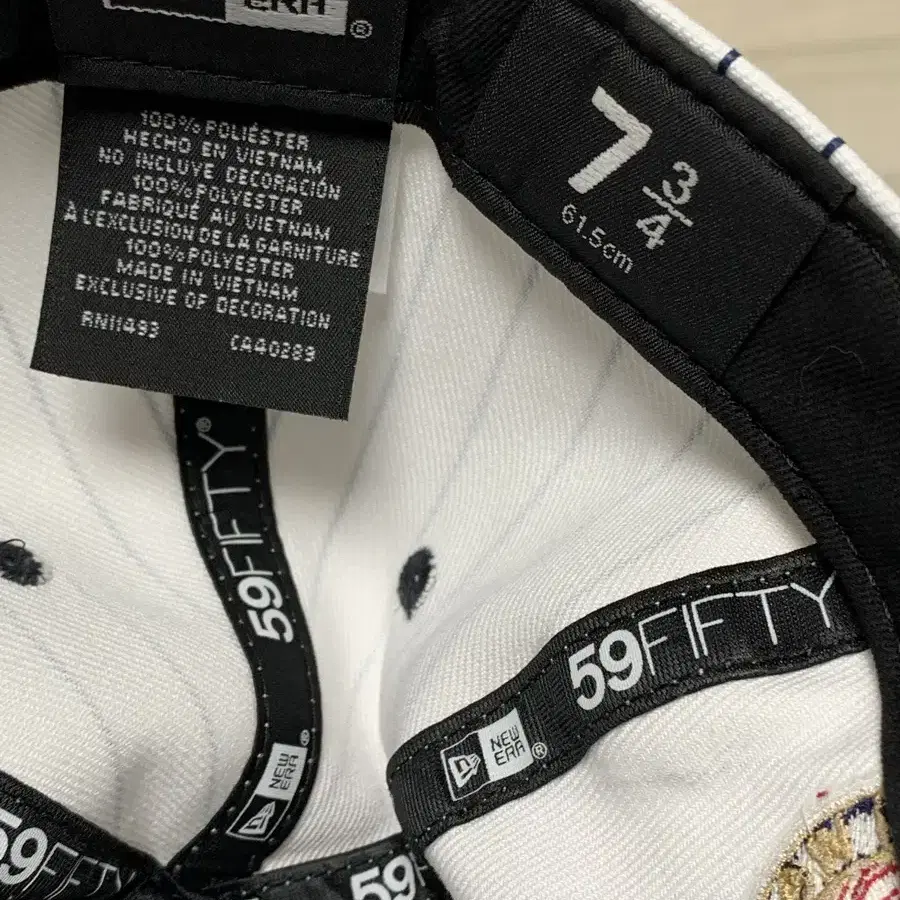 ERA®
100% POLIÉSTER
HECHO EN VIETNAM
NO INCLUYE DECORACIÓN
100% POLYESTER
FABRIQUÉ AU VIETNAM
À L'EXCLUSION DE LA GARNITURE
100% POLYESTER
MADE IN VIETNAM
EXCLUSIVE OF DECORATION
RN11493 CA40289
7 3/4
61.5cm
59FIFTY®
NEW ERA®
59FIFTY
NEW ERA®
59FIFTY
59FIFTY